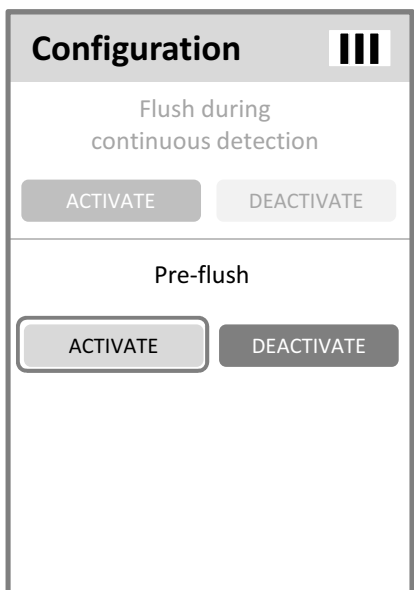 Configuration
Flush during
continuous detection
ACTIVATE DEACTIVATE
Pre-flush
ACTIVATE DEACTIVATE